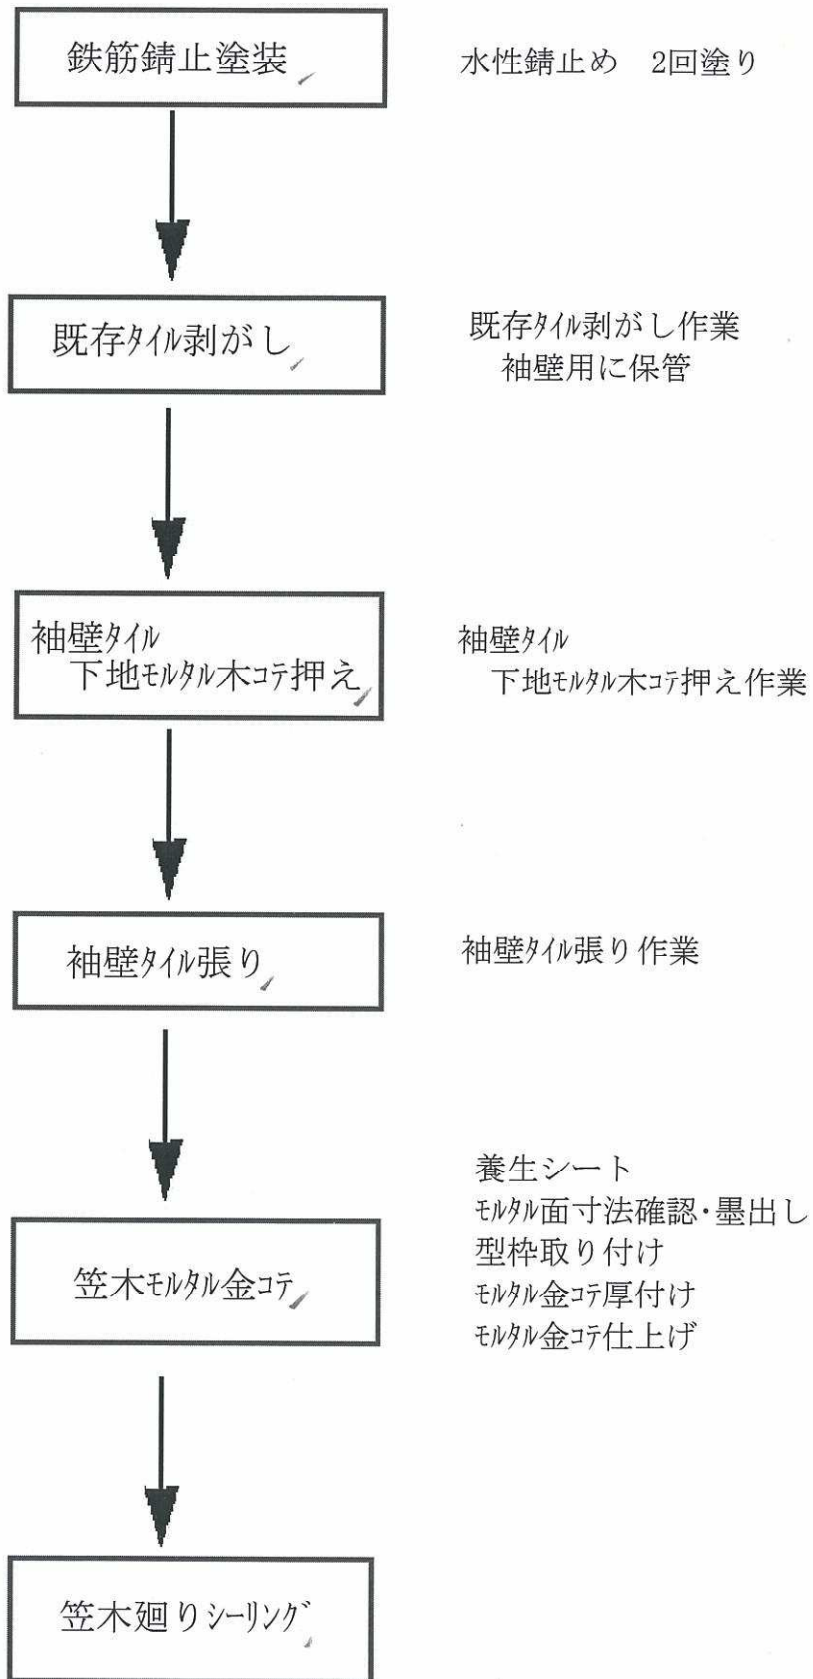 鉄筋錆止塗装
水性錆止め　2回塗り
既存ﾀｲﾙ剥がし
既存ﾀｲﾙ剥がし作業
袖壁用に保管
袖壁ﾀｲﾙ
下地ﾓﾙﾀﾙ木ｺﾃ押え
袖壁ﾀｲﾙ
下地ﾓﾙﾀﾙ木ｺﾃ押え作業
袖壁ﾀｲﾙ張り
袖壁ﾀｲﾙ張り作業
笠木ﾓﾙﾀﾙ金ｺﾃ
養生シート
ﾓﾙﾀﾙ面寸法確認・墨出し
型枠取り付け
ﾓﾙﾀﾙ金ｺﾃ厚付け
ﾓﾙﾀﾙ金ｺﾃ仕上げ
笠木廻りｼｰﾘﾝｸﾞ